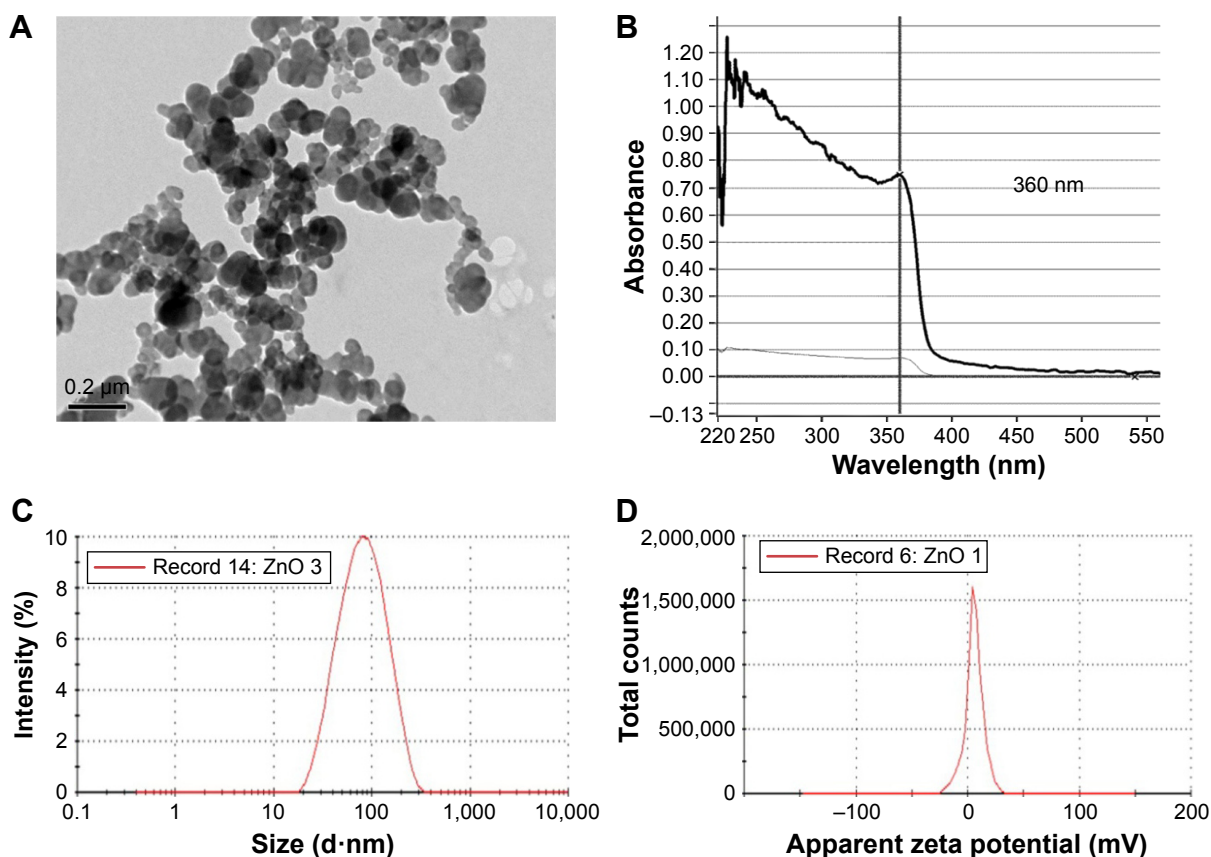 A
0.2 µm
B
Absorbance
1.20
1.10
1.00
0.90
0.80
0.70
0.60
0.50
0.40
0.30
0.20
0.10
0.00
–0.13
360 nm
220 250 300 350 400 450 500 550
Wavelength (nm)
C
Intensity (%)
10
8
6
4
2
0
Record 14: ZnO 3
0.1 1 10 100 1,000 10,000
Size (d·nm)
D
Total counts
2,000,000
1,500,000
1,000,000
500,000
0
Record 6: ZnO 1
–100 0 100 200
Apparent zeta potential (mV)